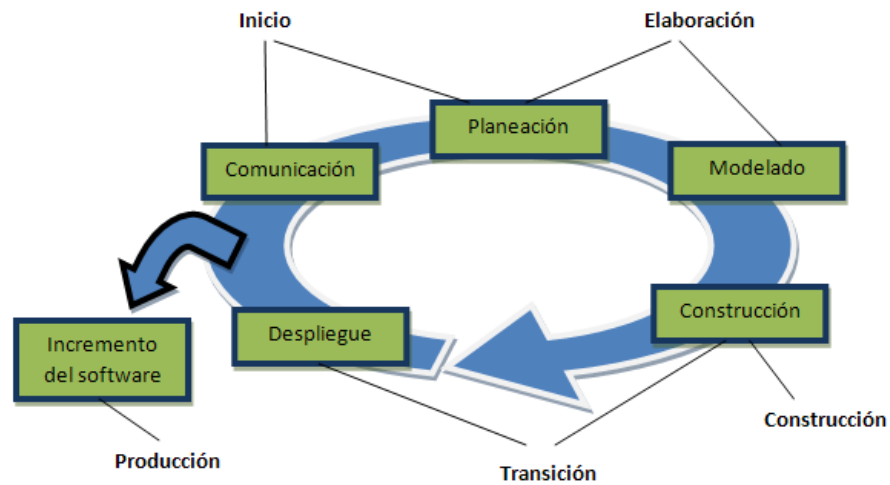 Inicio
Elaboración
Planeación
Comunicación
Modelado
Construcción
Despliegue
Incremento
del software
Construcción
Producción
Transición